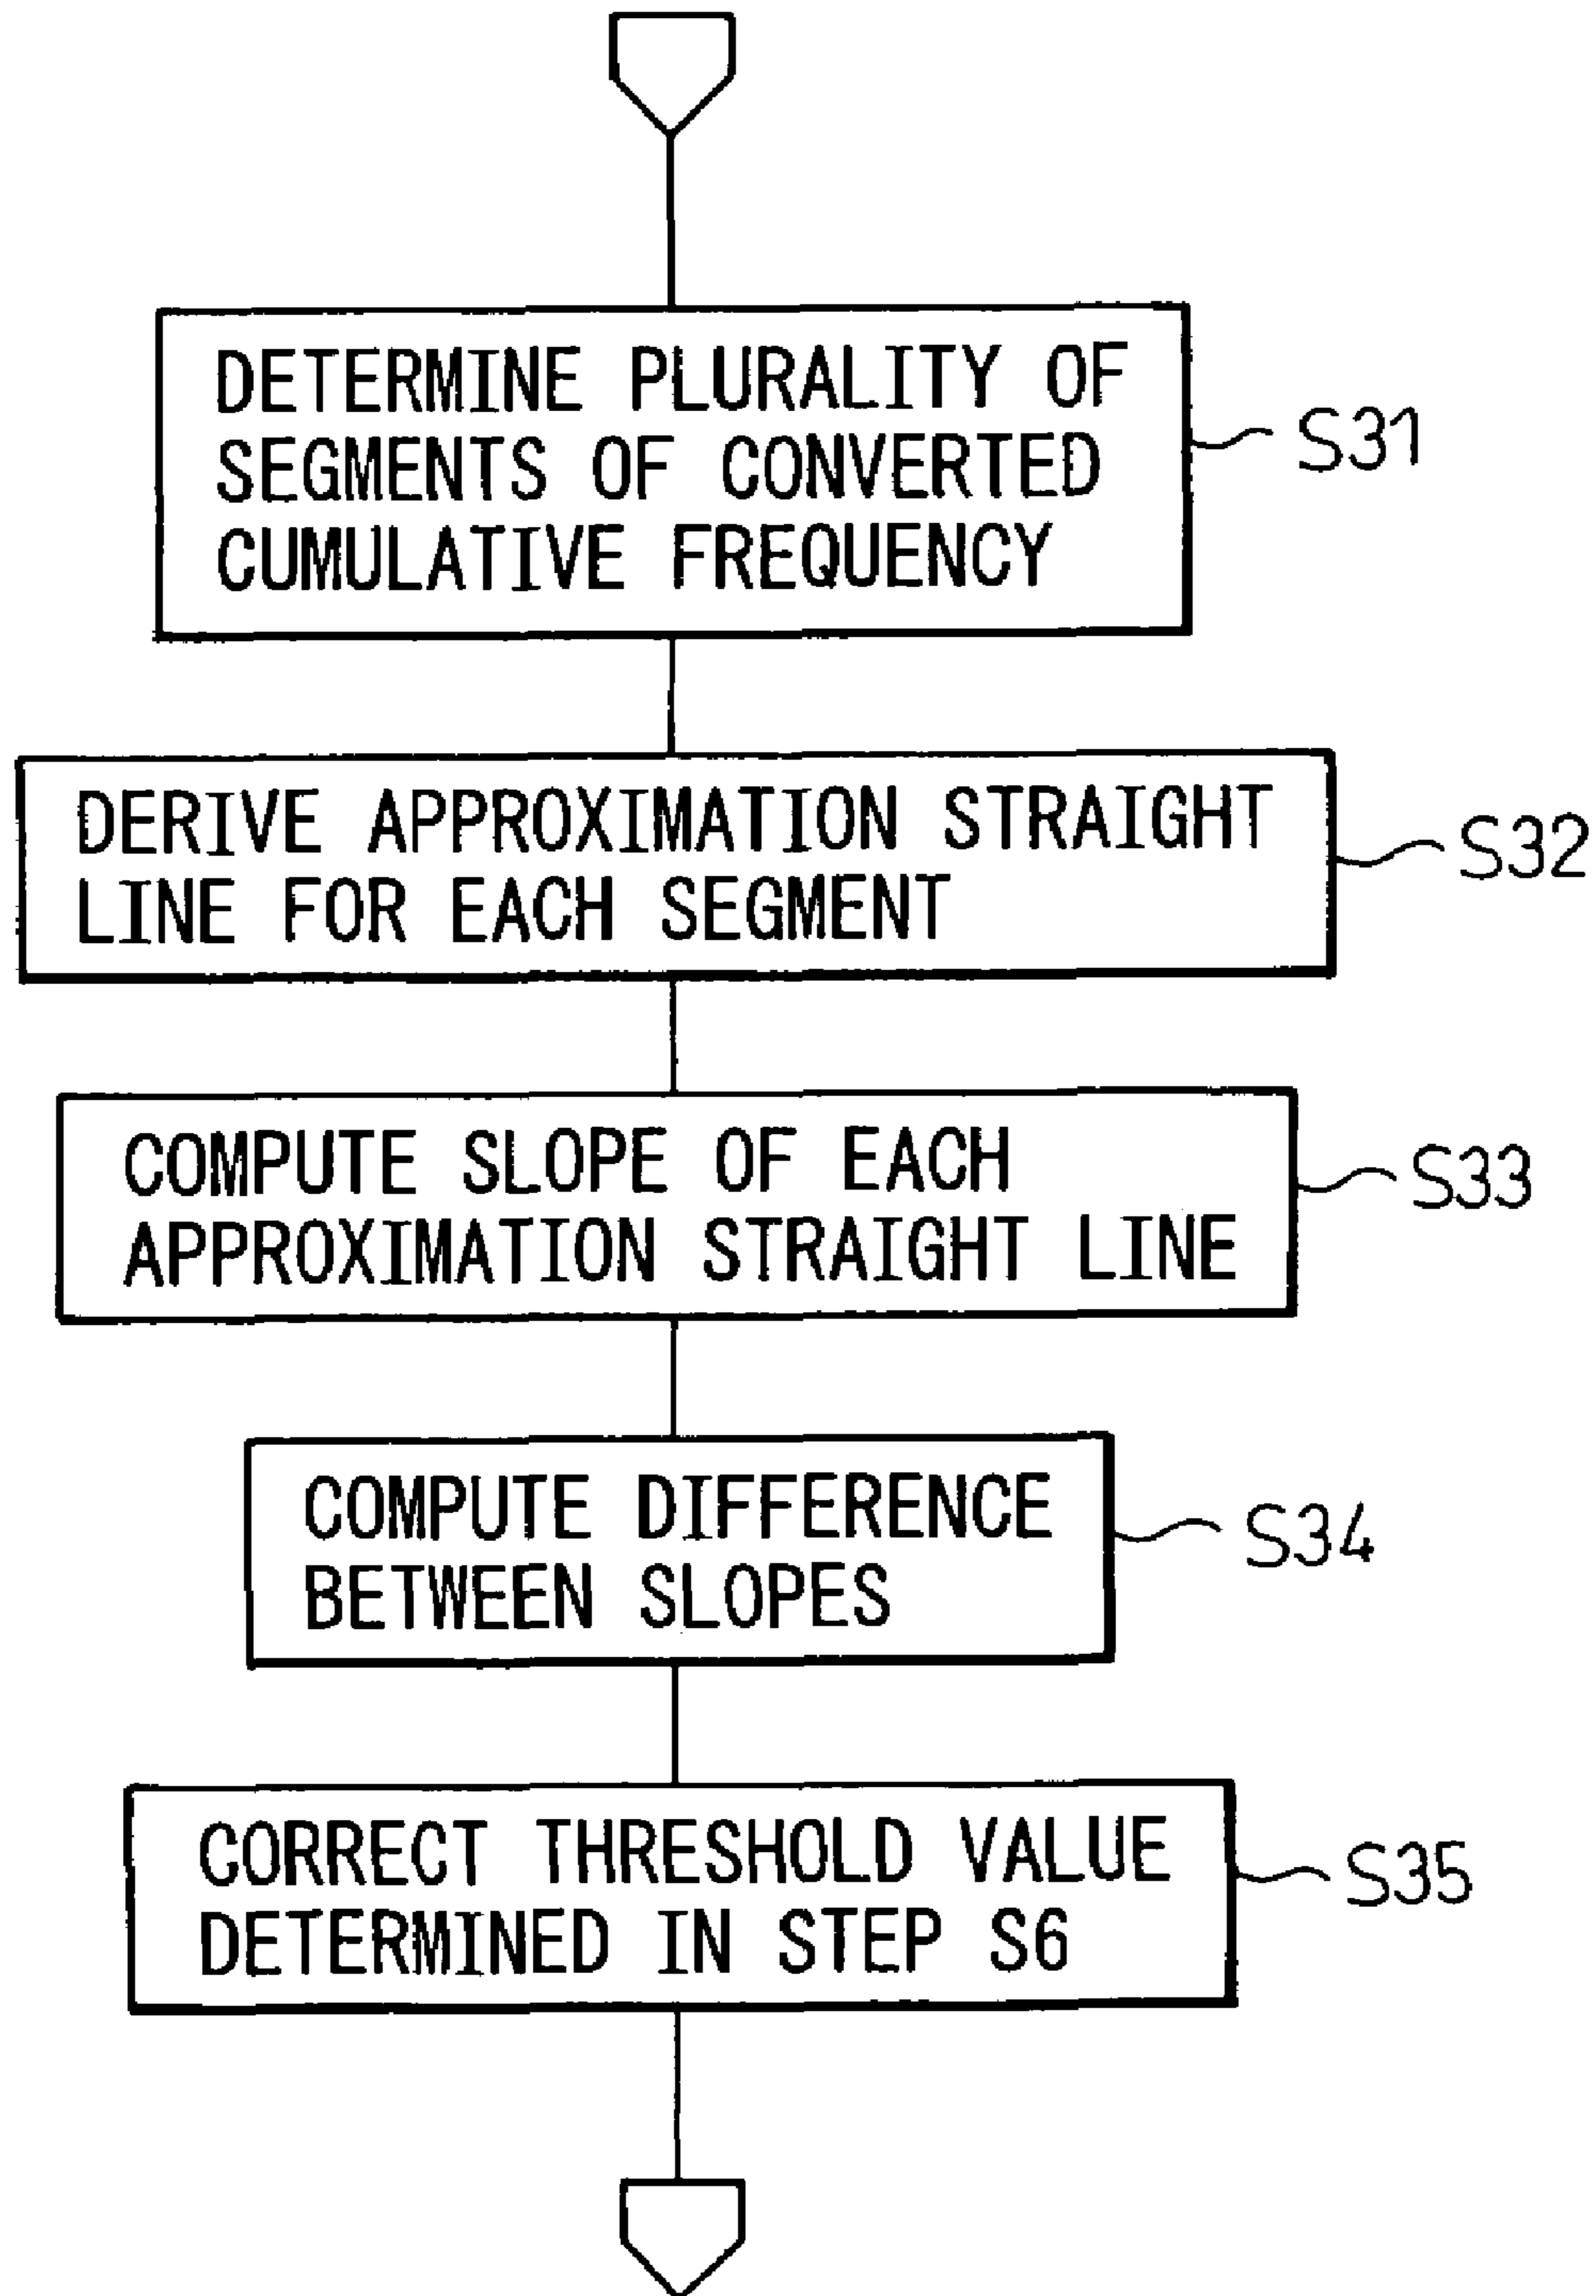 DETERMINE PLURALITY OF
SEGMENTS OF CONVERTED
CUMULATIVE FREQUENCY
S31
DERIVE APPROXIMATION STRAIGHT
LINE FOR EACH SEGMENT
S32
COMPUTE SLOPE OF EACH
APPROXIMATION STRAIGHT LINE
S33
COMPUTE DIFFERENCE
BETWEEN SLOPES
S34
CORRECT THRESHOLD VALUE
DETERMINED IN STEP S6
S35